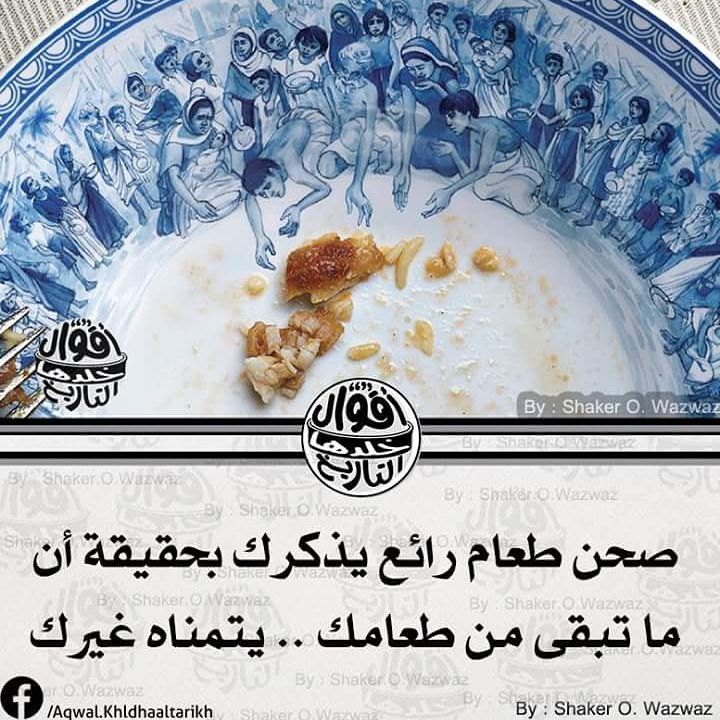 أقوال
خلدها
التاريخ
By : Shaker O. Wazwaz
أقوال
خلدها
التاريخ
صحن طعام رائع يذكرك بحقيقة أن
ما تبقى من طعامك .. يتمناه غيرك
f /Aqwal.Khldhaaltarikh
By : Shaker O. Wazwaz